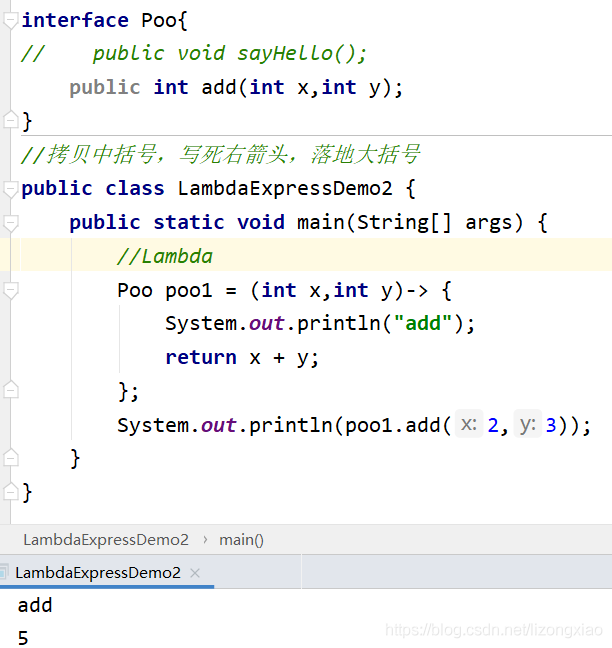 interface Poo{
//    public void sayHello();
    public int add(int x,int y);
}
//拷贝中括号，写死右箭头，落地大括号
public class LambdaExpressDemo2 {
    public static void main(String[] args) {
        //Lambda
        Poo poo1 = (int x,int y)-> {
            System.out.println("add");
            return x + y;
        };
        System.out.println(poo1.add( x: 2, y: 3));
    }
}
LambdaExpressDemo2 › main()
LambdaExpressDemo2 ×
add
5
https://blog.csdn.net/lizongxiao